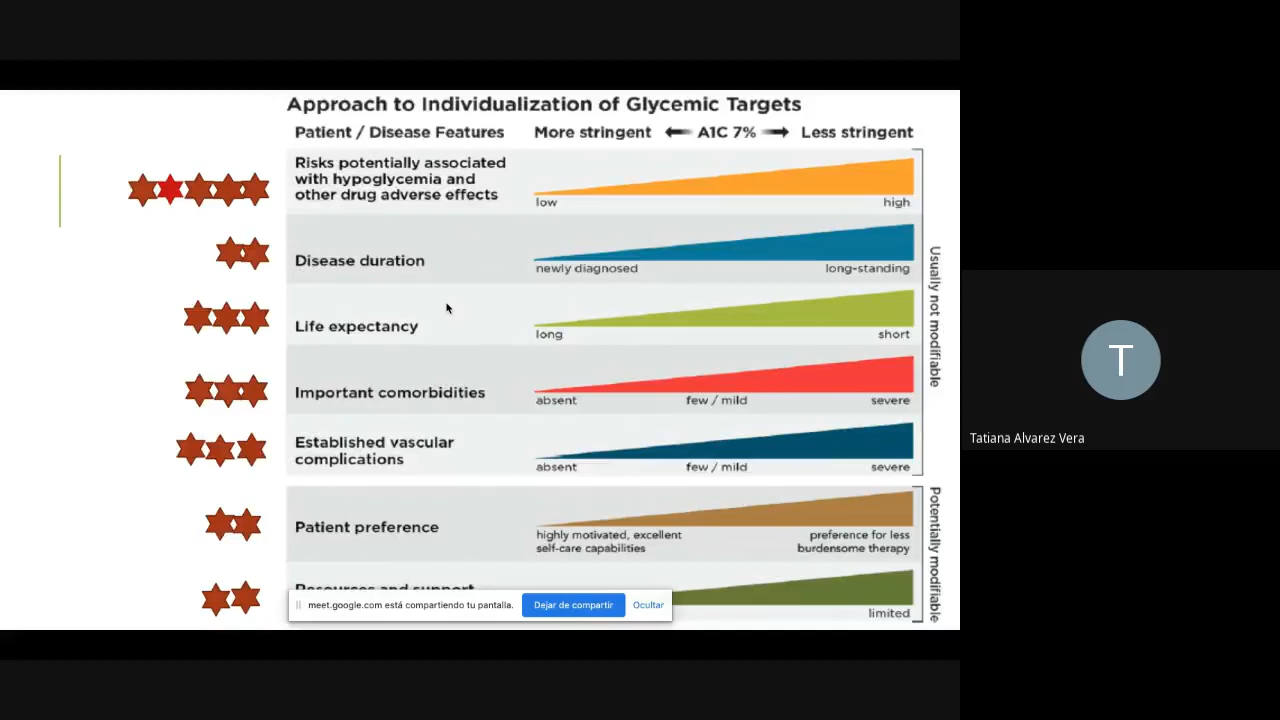 Approach to Individualization of Glycemic Targets
Patient / Disease Features More stringent A1C 7% Less stringent
Risks potentially associated
with hypoglycemia and
other drug adverse effects
low high
Disease duration
newly diagnosed long-standing
Life expectancy
long short
Important comorbidities
absent few / mild severe
Established vascular
complications
absent few / mild severe
Usually not modifiable
Patient preference
highly motivated, excellent
self-care capabilities
preference for less
burdensome therapy
Resources and support
limited
Potentially modifiable
meet.google.com está compartiendo tu pantalla. Dejar de compartir Ocultar
T
Tatiana Alvarez Vera